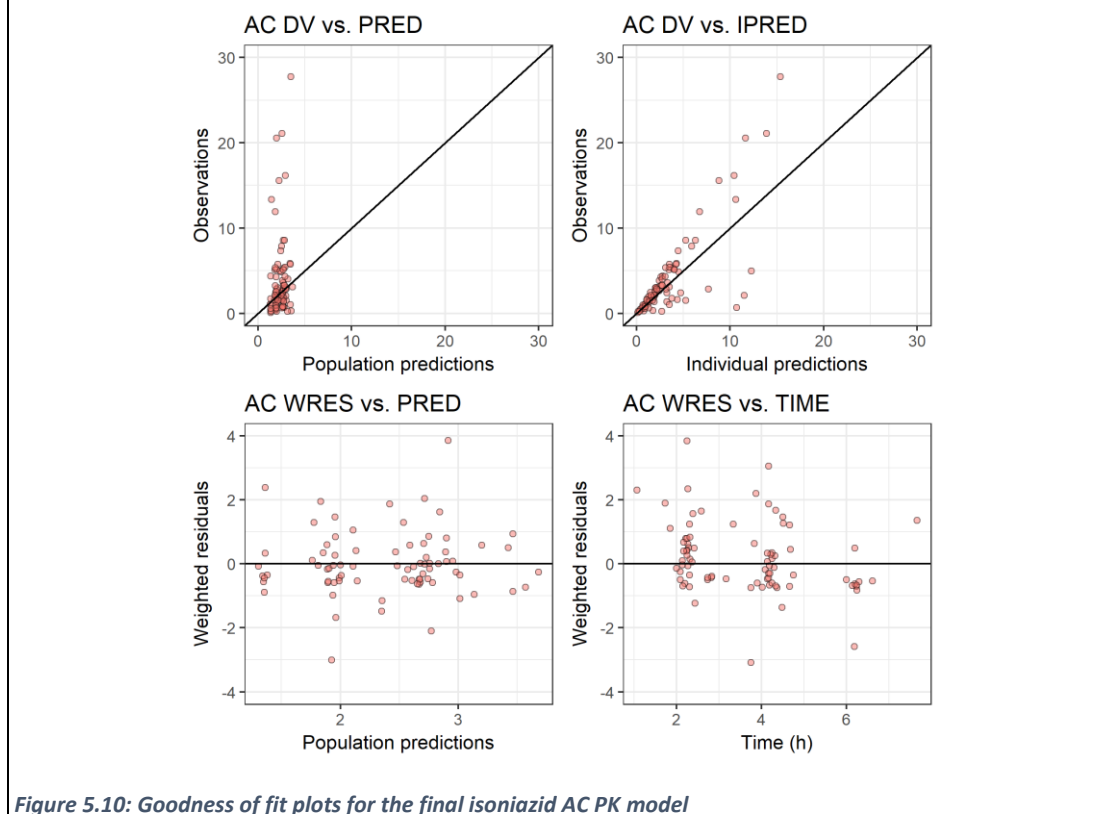 AC DV vs. PRED
30
20
10
0
Observations
0 10 20 30
Population predictions
AC DV vs. IPRED
30
20
10
0
Observations
0 10 20 30
Individual predictions
AC WRES vs. PRED
4
2
0
-2
-4
Weighted residuals
2 3
Population predictions
AC WRES vs. TIME
4
2
0
-2
-4
Weighted residuals
2 4 6
Time (h)
Figure 5.10: Goodness of fit plots for the final isoniazid AC PK model